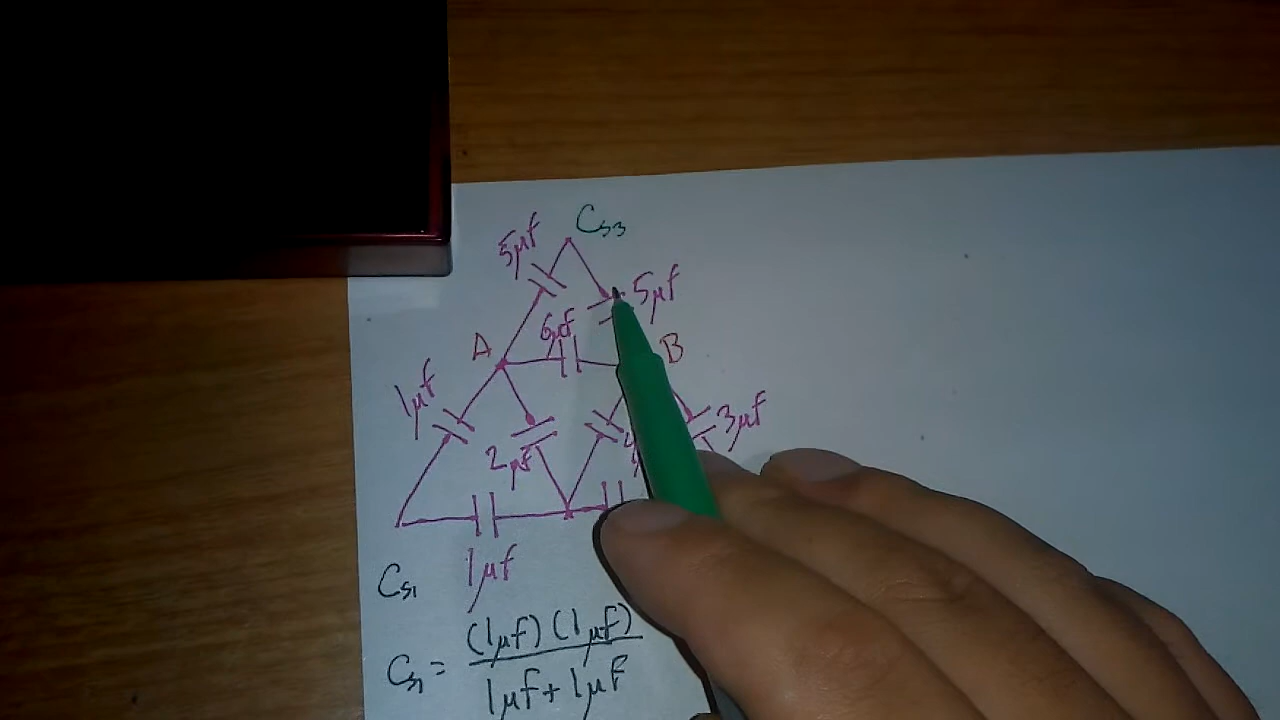 5μf
Cs3
5μf
6μf
A
B
1μf
3μf
2μf
1μf
Cs1
Cs1 = (1μf)(1μf)
1μf + 1μF